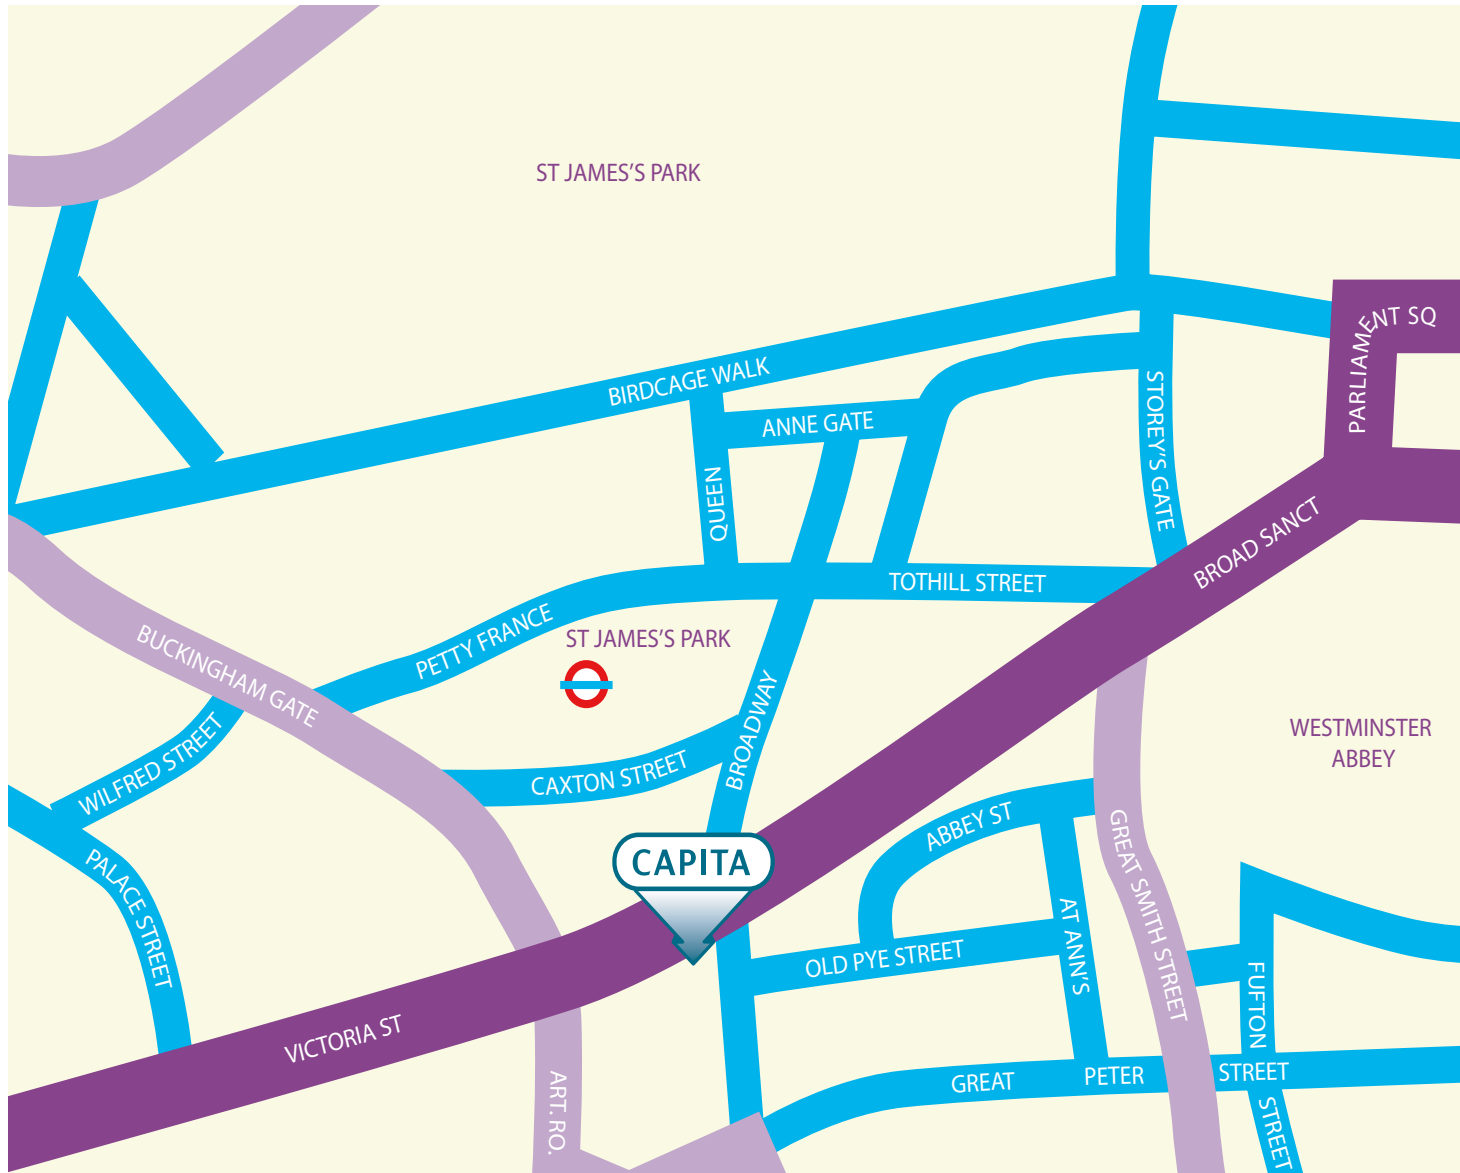 ST JAMES'S PARK
PARLIAMENT SQ
BIRDCAGE WALK
ANNE GATE
STOREY'S GATE
QUEEN
BROAD SANCT
TOTHILL STREET
PETTY FRANCE
ST JAMES'S PARK
BUCKINGHAM GATE
BROADWAY
WESTMINSTER
ABBEY
WILFRED STREET
CAXTON STREET
ABBEY ST
GREAT SMITH STREET
CAPITA
PALACE STREET
AT ANN'S
OLD PYE STREET
FUFTON
STREET
VICTORIA ST
ART. RO.
GREAT PETER STREET